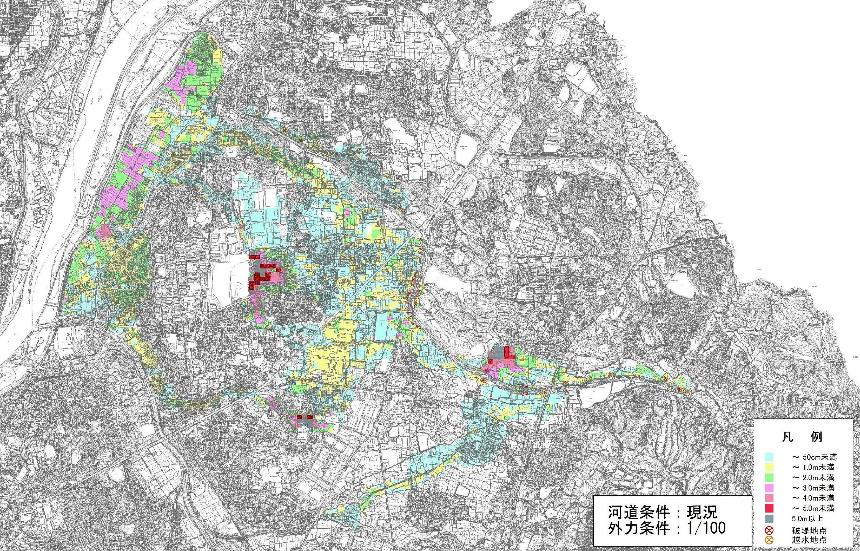 凡 例
～ 50cm未満
～ 1.0m未満
～ 2.0m未満
～ 3.0m未満
～ 4.0m未満
～ 5.0m未満
5.0m以上
破堤地点
越水地点
河道条件：現況
外力条件：1/100